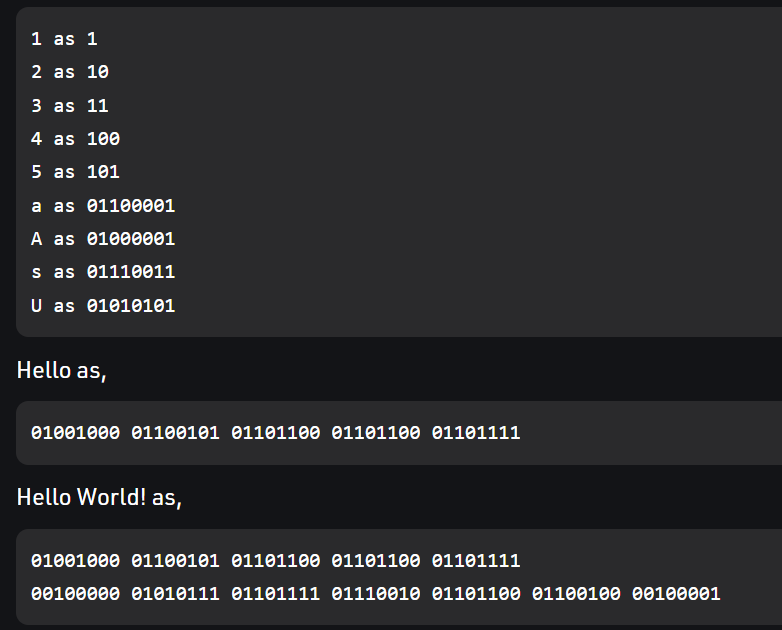 1 as 1
2 as 10
3 as 11
4 as 100
5 as 101
a as 01100001
A as 01000001
s as 01110011
U as 01010101
Hello as,
01001000 01100101 01101100 01101100 01101111
Hello World! as,
01001000 01100101 01101100 01101100 01101111
00100000 01010111 01101111 01110010 01101100 01100100 00100001